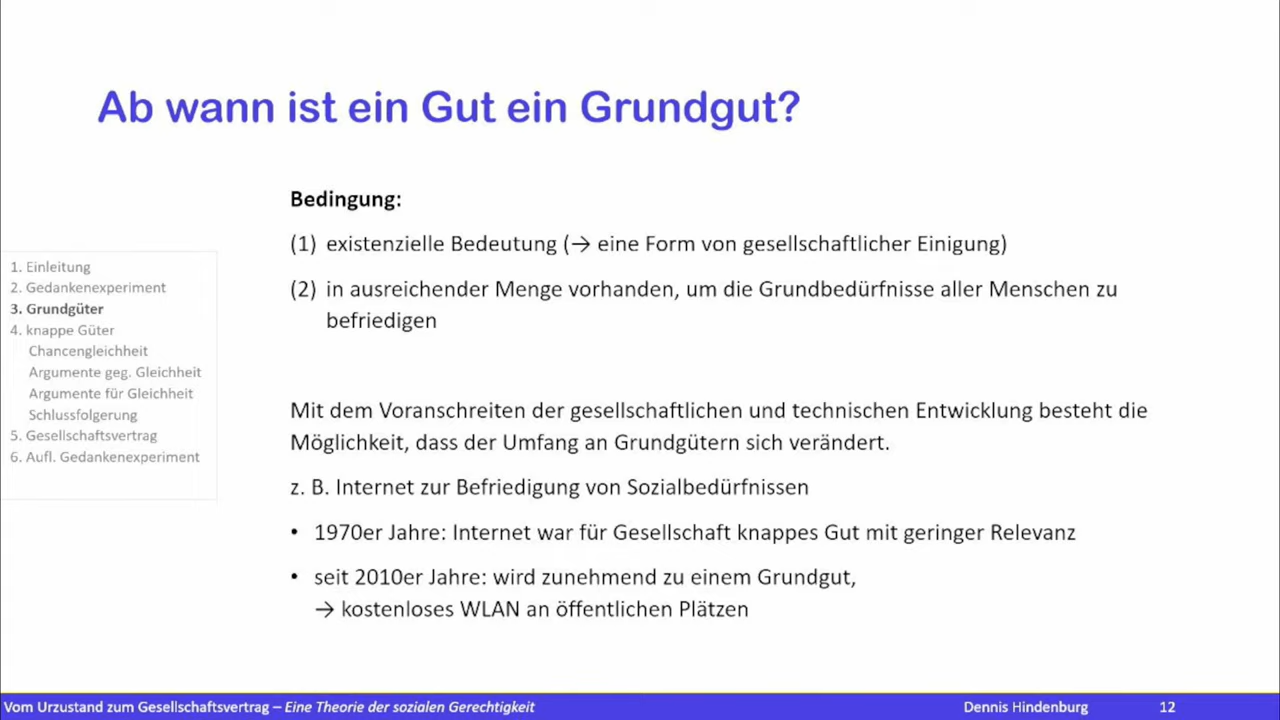 Ab wann ist ein Gut ein Grundgut?
1. Einleitung
2. Gedankenexperiment
3. Grundgüter
4. knappe Güter
Chancengleichheit
Argumente geg. Gleichheit
Argumente für Gleichheit
Schlussfolgerung
5. Gesellschaftsvertrag
6. Aufl. Gedankenexperiment
Bedingung:
(1) existenzielle Bedeutung (→ eine Form von gesellschaftlicher Einigung)
(2) in ausreichender Menge vorhanden, um die Grundbedürfnisse aller Menschen zu
befriedigen
Mit dem Voranschreiten der gesellschaftlichen und technischen Entwicklung besteht die
Möglichkeit, dass der Umfang an Grundgütern sich verändert.
z. B. Internet zur Befriedigung von Sozialbedürfnissen
• 1970er Jahre: Internet war für Gesellschaft knappes Gut mit geringer Relevanz
• seit 2010er Jahre: wird zunehmend zu einem Grundgut,
→ kostenloses WLAN an öffentlichen Plätzen
Vom Urzustand zum Gesellschaftsvertrag – Eine Theorie der sozialen Gerechtigkeit
Dennis Hindenburg
12